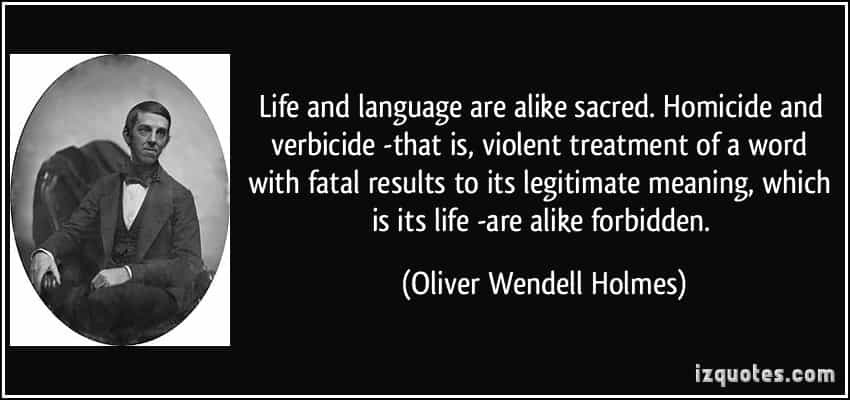 Life and language are alike sacred. Homicide and
verbicide -that is, violent treatment of a word
with fatal results to its legitimate meaning, which
is its life -are alike forbidden.
(Oliver Wendell Holmes)
izquotes.com